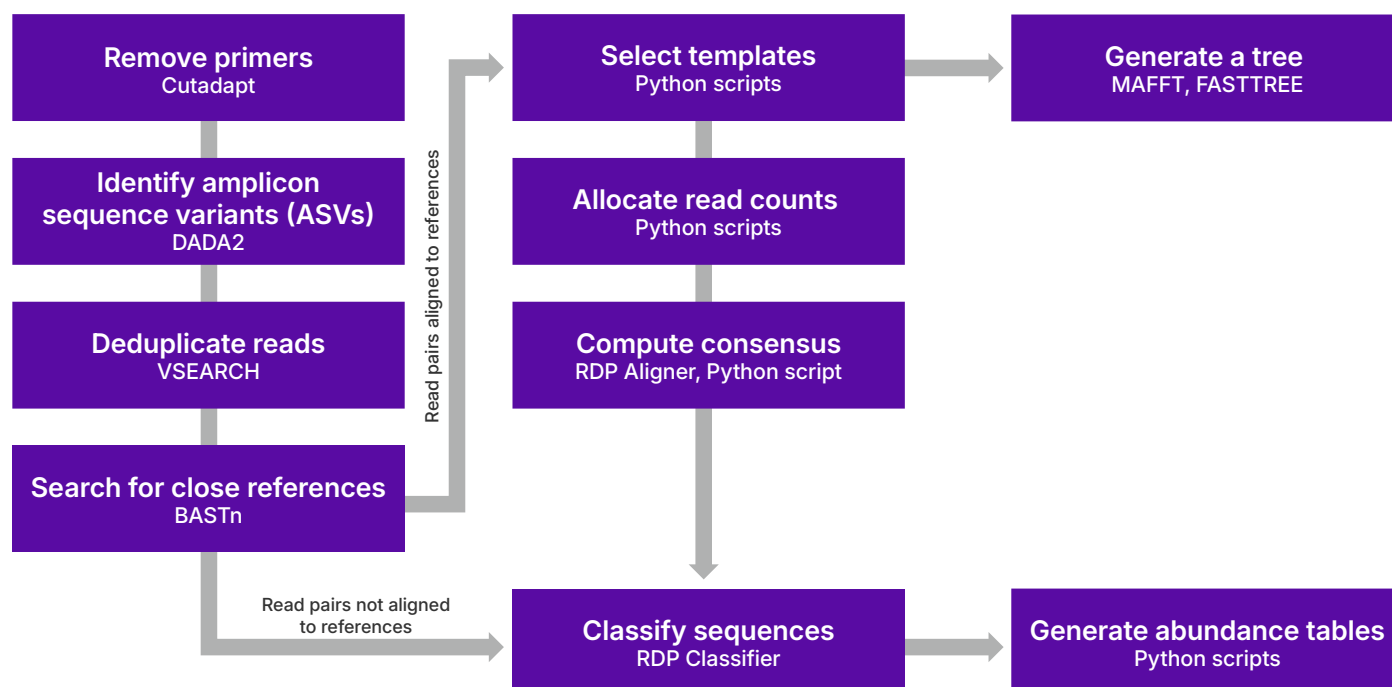 Remove primers
Cutadapt
Identify amplicon
sequence variants (ASVs)
DADA2
Deduplicate reads
VSEARCH
Search for close references
BASTn
Read pairs aligned to references
Read pairs not aligned
to references
Select templates
Python scripts
Allocate read counts
Python scripts
Compute consensus
RDP Aligner, Python script
Classify sequences
RDP Classifier
Generate a tree
MAFFT, FASTTREE
Generate abundance tables
Python scripts